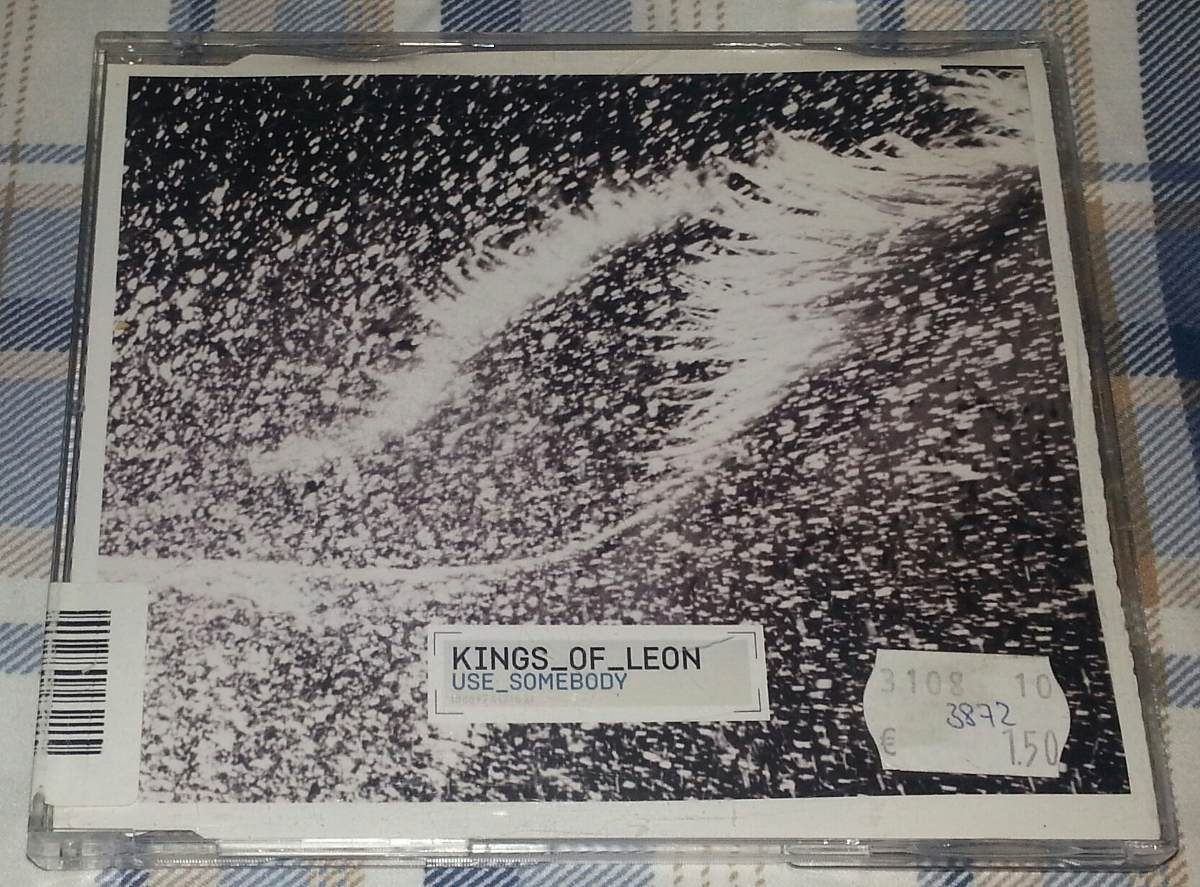 KINGS_OF_LEON
USE_SOMEBODY
3108 10
3872
€ 1.50